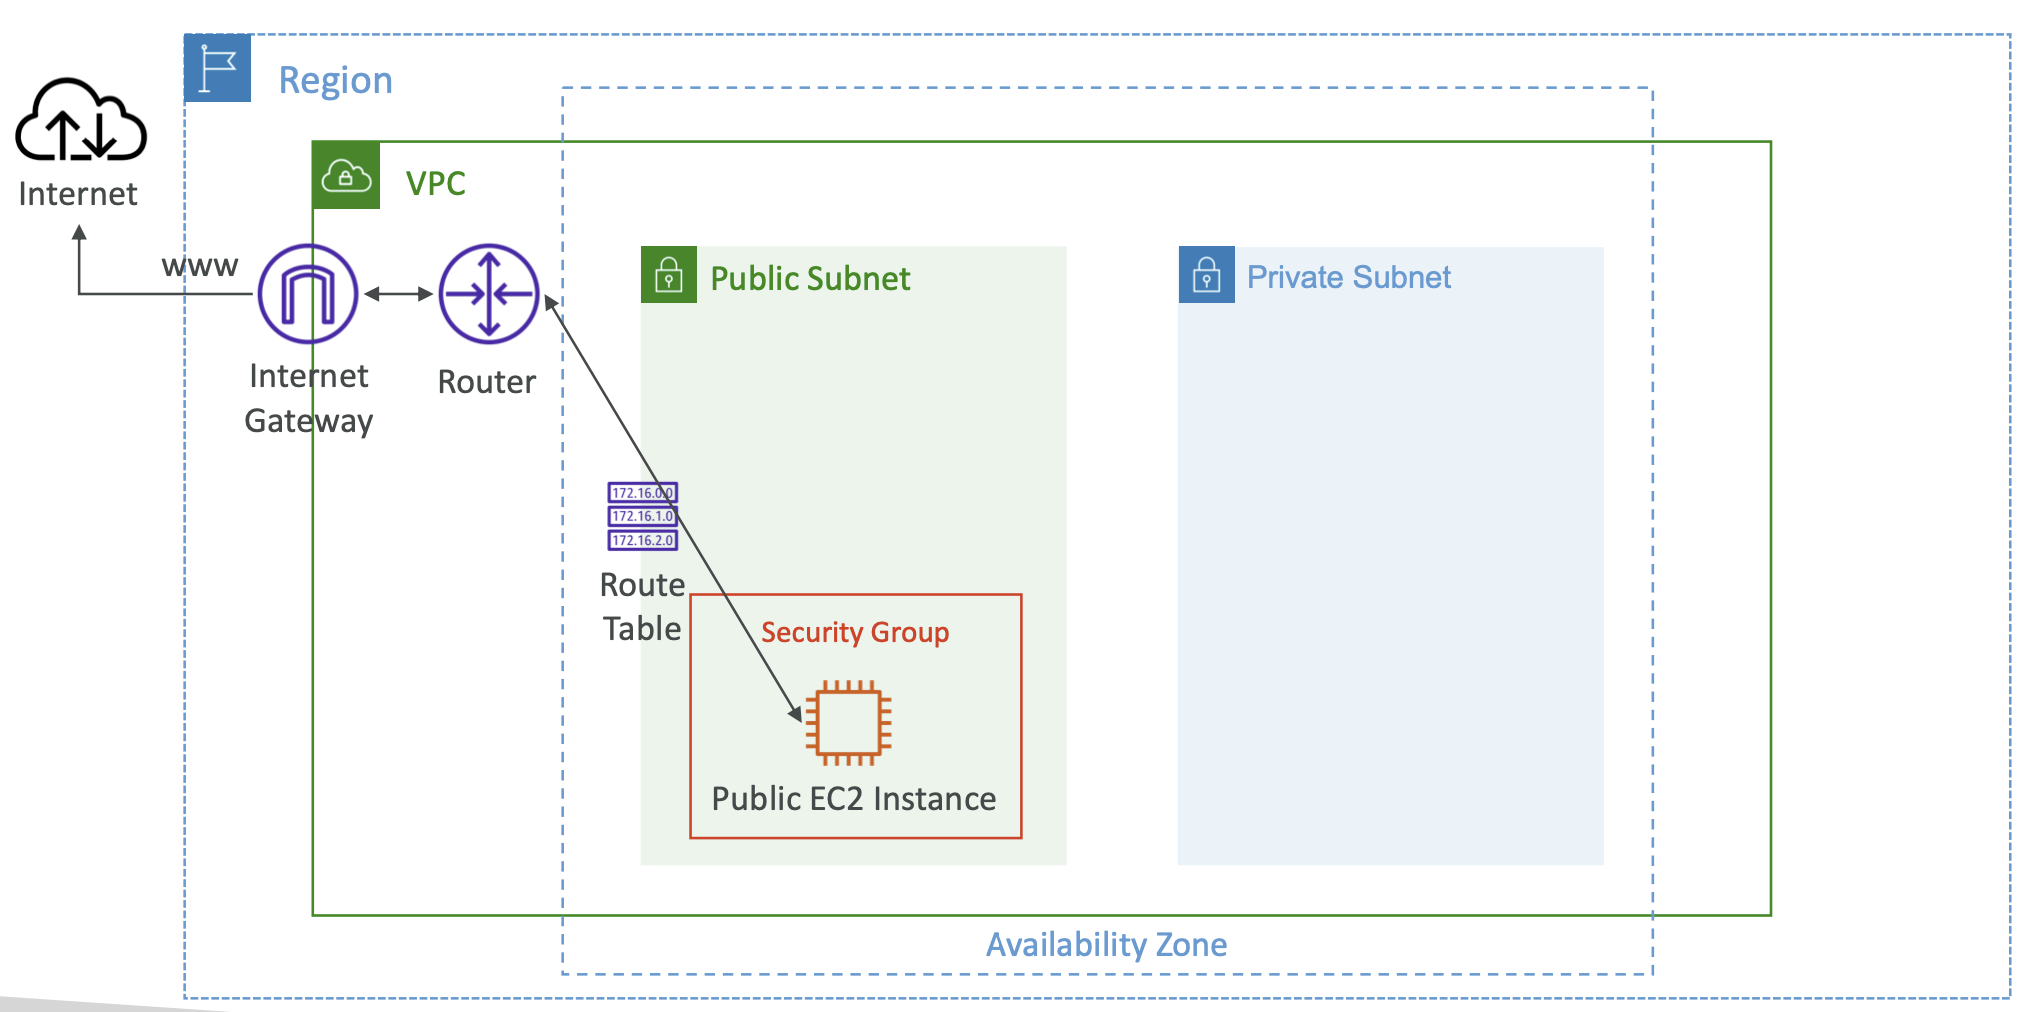 Region
Internet
VPC
www
Internet
Gateway
Router
Public Subnet
Private Subnet
172.16.0.0
172.16.1.0
172.16.2.0
Route
Table
Security Group
Public EC2 Instance
Availability Zone